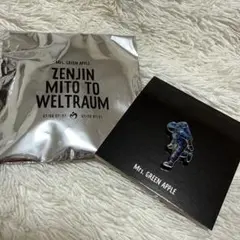 Mrs. GREEN APPLE
ZENJIN
MITO TO
WELTRAUM
Mrs. GREEN APPLE